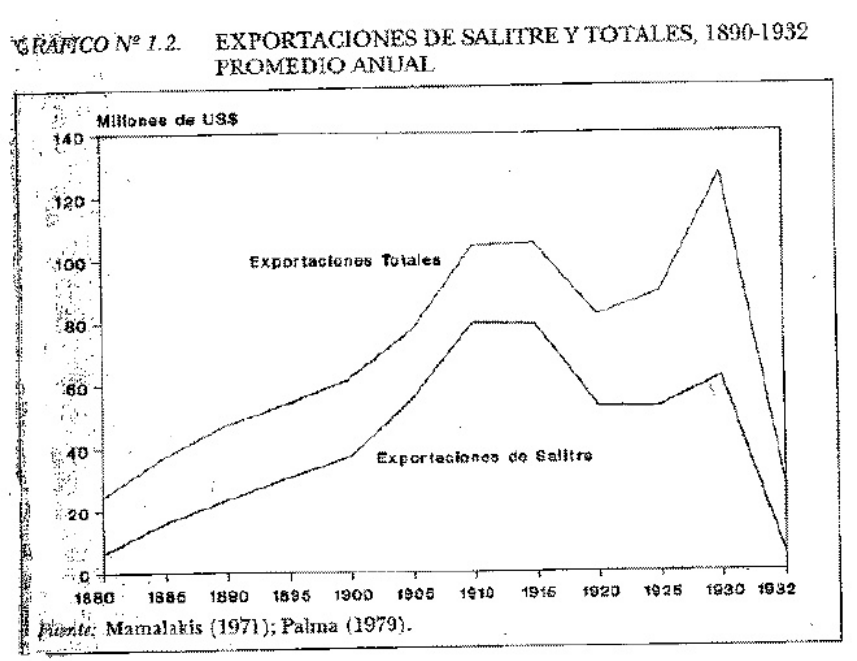 GRAFICO Nº 1.2. EXPORTACIONES DE SALITRE Y TOTALES, 1890-1932
PROMEDIO ANUAL
Millones de US$
140
120
100
80
60
40
20
0
Exportaciones Totales
Exportaciones de Salitre
1880 1885 1890 1895 1900 1905 1910 1915 1920 1925 1930 1932
Fuente: Mamalakis (1971); Palma (1979).